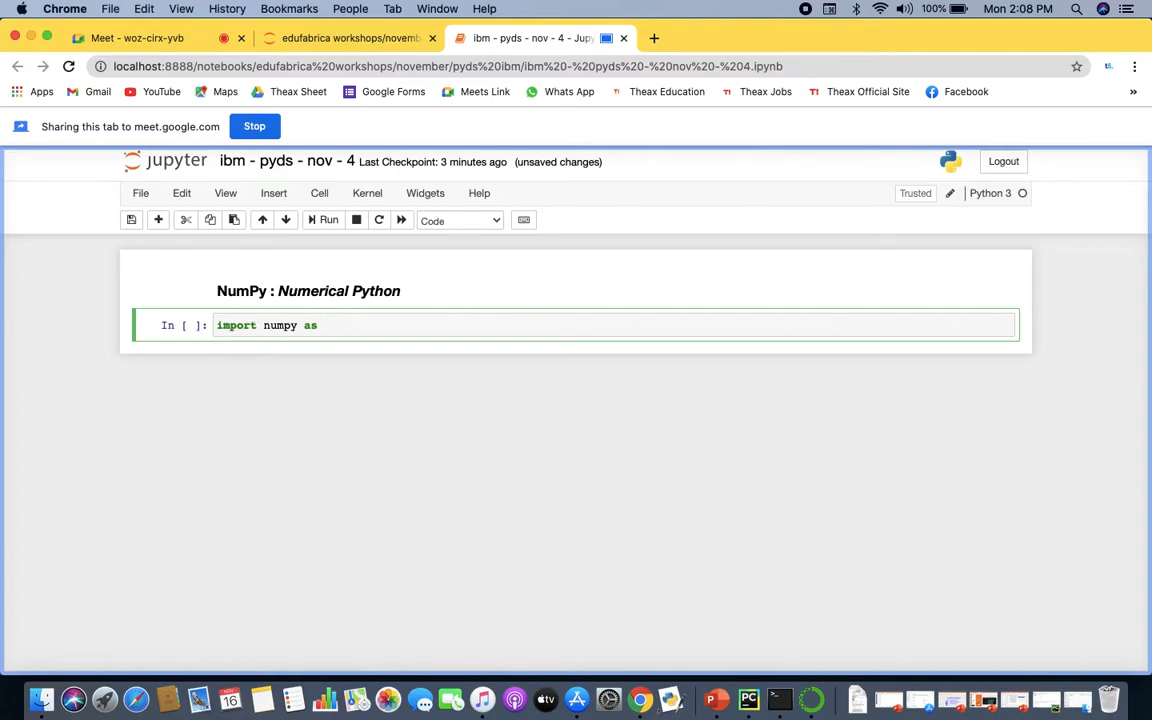 Chrome File Edit View History Bookmarks People Tab Window Help 100% Mon 2:08 PM
Meet - woz-cirx-yvb edufabrica workshops/novemb ibm - pyds - nov - 4 - Jupy
localhost:8888/notebooks/edufabrica%20workshops/november/pyds%20ibm/ibm%20-%20pyds%20-%20nov%20-%204.ipynb
Apps Gmail YouTube Maps Theax Sheet Google Forms Meets Link Whats App Theax Education Theax Jobs Theax Official Site Facebook »
Sharing this tab to meet.google.com Stop
jupyter ibm - pyds - nov - 4 Last Checkpoint: 3 minutes ago (unsaved changes) Logout
File Edit View Insert Cell Kernel Widgets Help Trusted Python 3
Run Code
NumPy : Numerical Python
In [ ]: import numpy as
NOV 16 tv PC